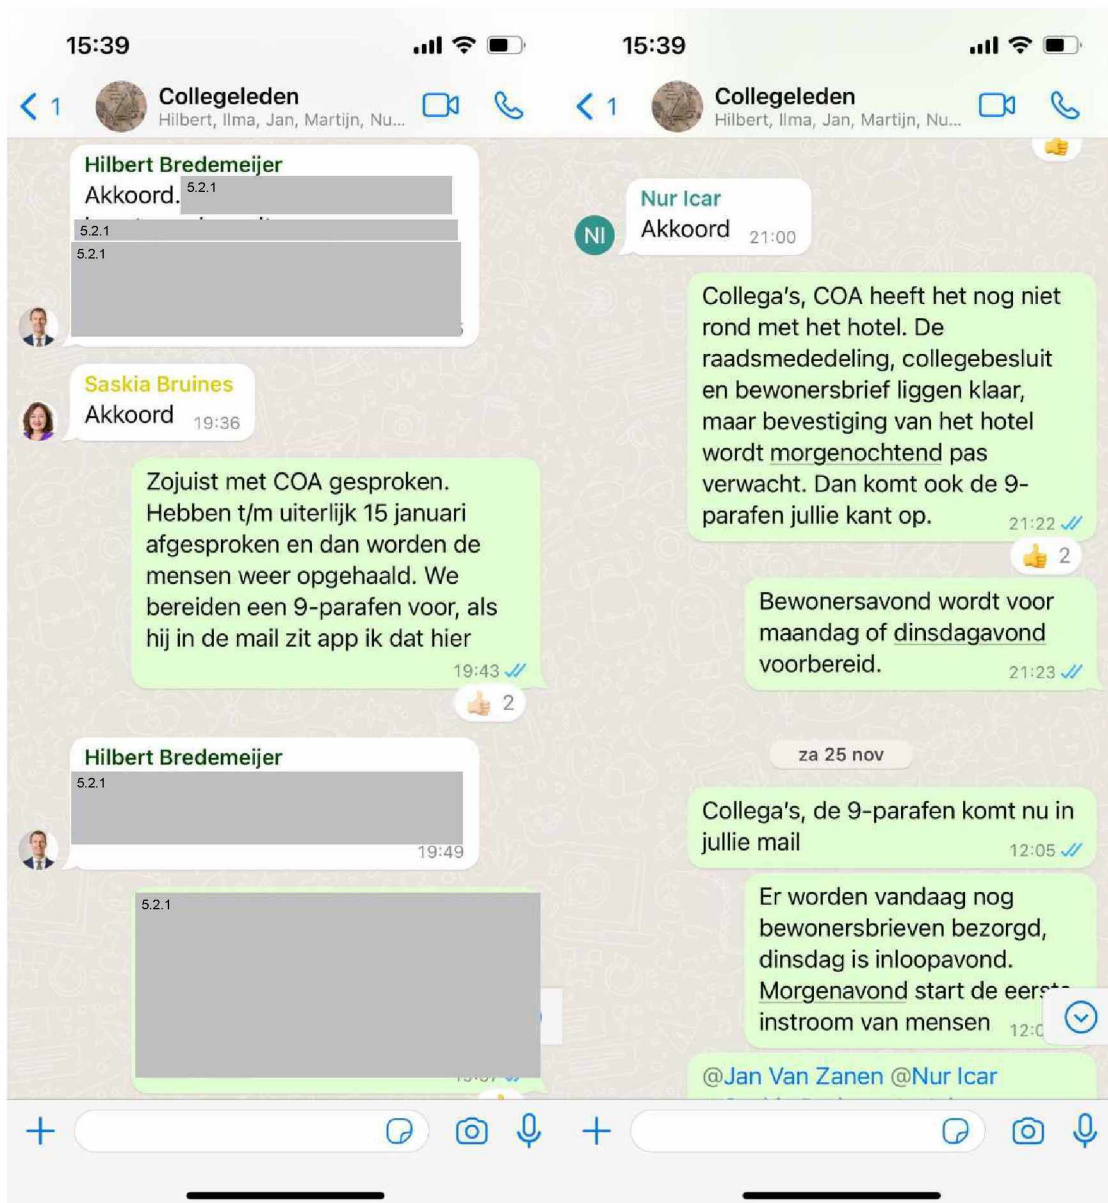 15:39
1
Collegeleden
Hilbert, Ilma, Jan, Martijn, Nu...
Hilbert Bredemeijer
Akkoord. 5.2.1
5.2.1
5.2.1
Saskia Bruines
Akkoord 19:36
Zojuist met COA gesproken.
Hebben t/m uiterlijk 15 januari
afgesproken en dan worden de
mensen weer opgehaald. We
bereiden een 9-parafen voor, als
hij in de mail zit app ik dat hier
19:43
2
Hilbert Bredemeijer
5.2.1
19:49
5.2.1
15:39
1
Collegeleden
Hilbert, Ilma, Jan, Martijn, Nu...
Nur Icar
NI
Akkoord 21:00
Collega's, COA heeft het nog niet
rond met het hotel. De
raadsmededeling, collegebesluit
en bewonersbrief liggen klaar,
maar bevestiging van het hotel
wordt morgenochtend pas
verwacht. Dan komt ook de 9-
parafen jullie kant op. 21:22
2
Bewonersavond wordt voor
maandag of dinsdagavond
voorbereid. 21:23
za 25 nov
Collega's, de 9-parafen komt nu in
jullie mail 12:05
Er worden vandaag nog
bewonersbrieven bezorgd,
dinsdag is inloopavond.
Morgenavond start de eerste
instroom van mensen
@Jan Van Zanen @Nur Icar